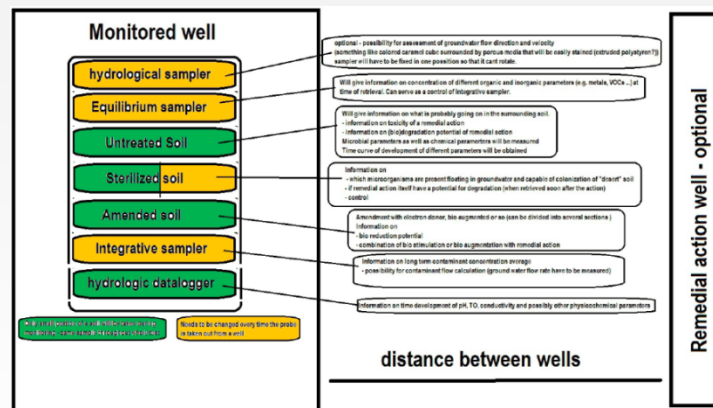 Monitored well
hydrological sampler
Equilibrium sampler
Untreated Soil
Sterilized soil
Amended soil
Integrative sampler
hydrologic datalogger
Needs to be changed every time the probe
is taken out from a well
optional - possibility for assessment of groundwater flow direction and velocity
(something like colored ceramic cube surrounded by porous media that will be easily stained (extruded polystyren?))
sampler will have to be fixed in one position so that it cant rotate.
Will give information on concentration of different organic and inorganic parameters (e.g. metals, VOCs ...) at
time of retrieval. Can serve as a control of integrative sampler.
Will give information on what is probably going on in the surrounding soil.
- information on toxicity of a remedial action
- information on (bio)degradation potential of remedial action
Microbial parameters as well as chemical parameters will be measured
Time curve of development of different parameters will be obtained
Information on
- which microorganisms are present floating in groundwater and capable of colonization of "desert" soil
- if remedial action itself have a potential for degradation (when retrieved soon after the action)
- control
Amendment with electron donor, bio augmented or so (can be divided into several sections )
Information on
- bio reduction potential
- combination of bio stimulation or bio augmentation with remedial action
Information on long term contaminant concentration average
- possibility for contaminant flow calculation (ground water flow rate have to be measured)
Information on time development of pH, TO, conductivity and possibly other physicochemical parameters
distance between wells
Remedial action well - optional